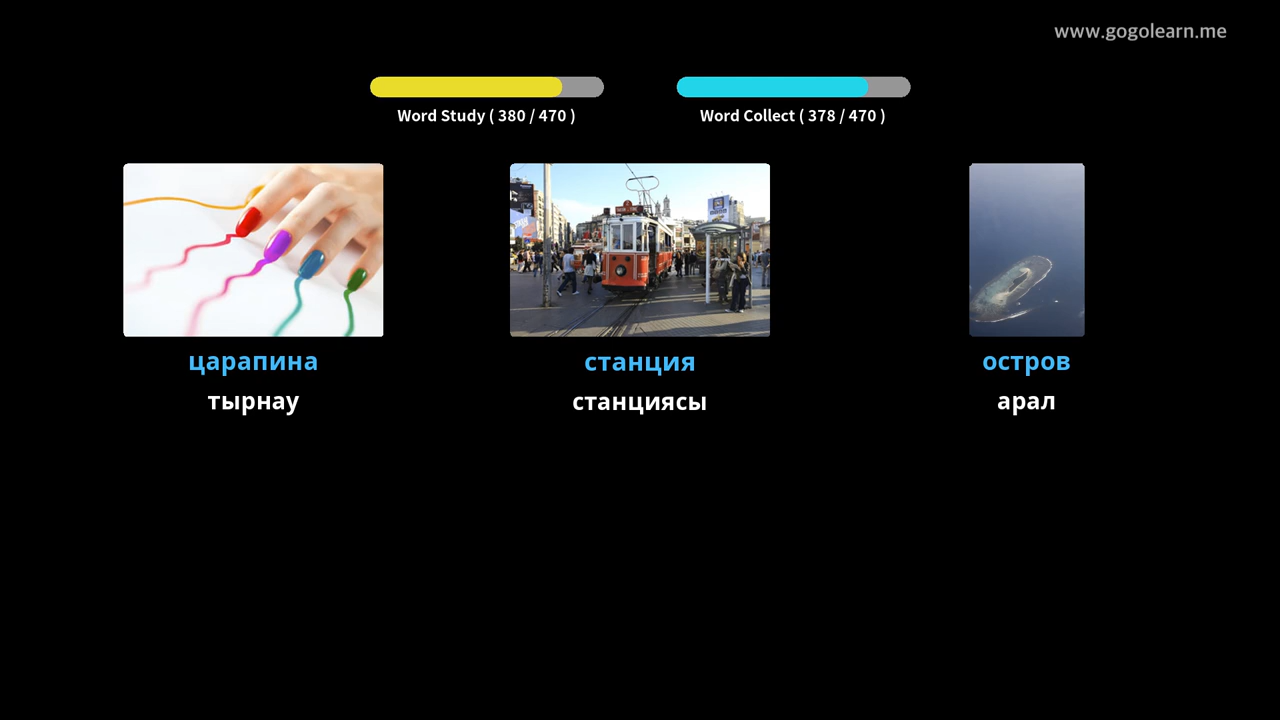 www.gogolearn.me
Word Study ( 380 / 470 )
Word Collect ( 378 / 470 )
царапина
станция
остров
тырнау
станциясы
арал